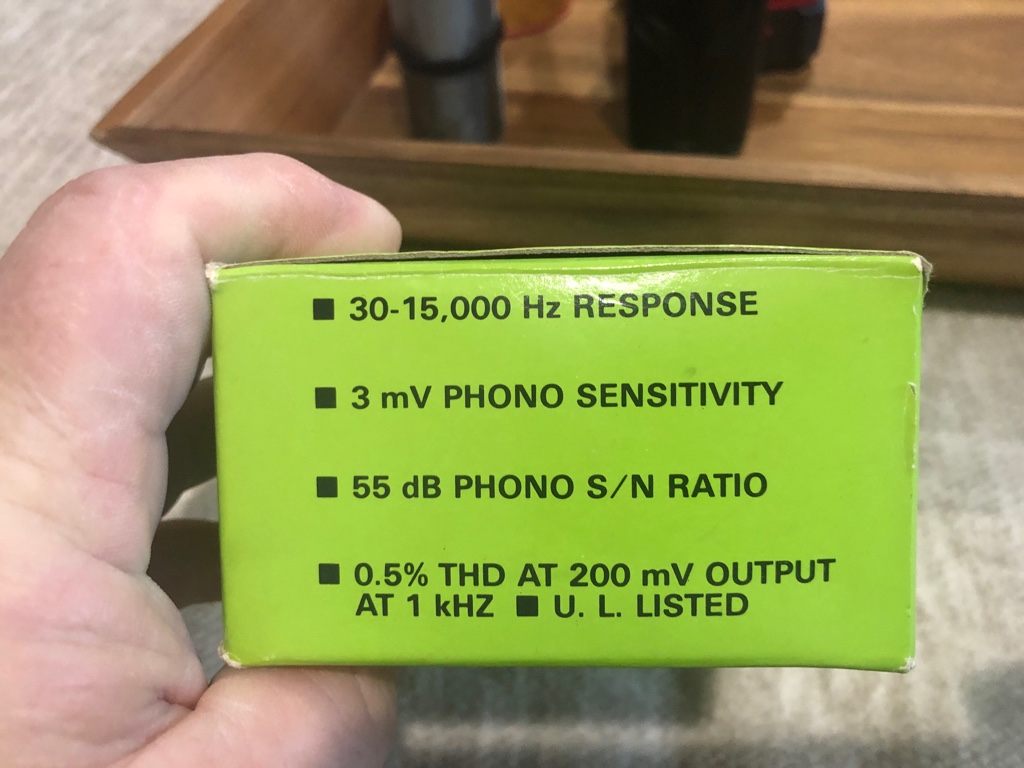 ■ 30-15,000 Hz RESPONSE
■ 3 mV PHONO SENSITIVITY
■ 55 dB PHONO S/N RATIO
■ 0.5% THD AT 200 mV OUTPUT
AT 1 kHZ ■ U. L. LISTED